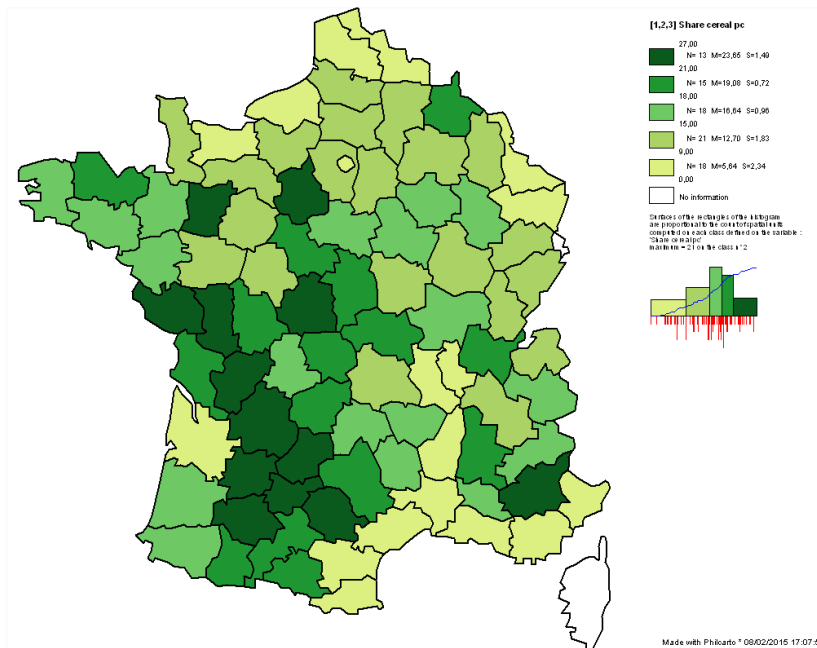 [1,2,3] Share cereal pc
27,00
N= 13 M=23,65 S=1,49
21,00
N= 15 M=19,08 S=0,72
18,00
N= 18 M=16,64 S=0,96
15,00
N= 21 M=12,70 S=1,83
9,00
N= 18 M=5,64 S=2,34
0,00
No information
Surfaces of the rectangles of the histogram
are proportional to the count of spatial units
computed on each class defined on the variable :
'Share cereal pc'
maximum = 21 on the class n° 2
Made with Philcarto * 08/02/2015 17:07:5